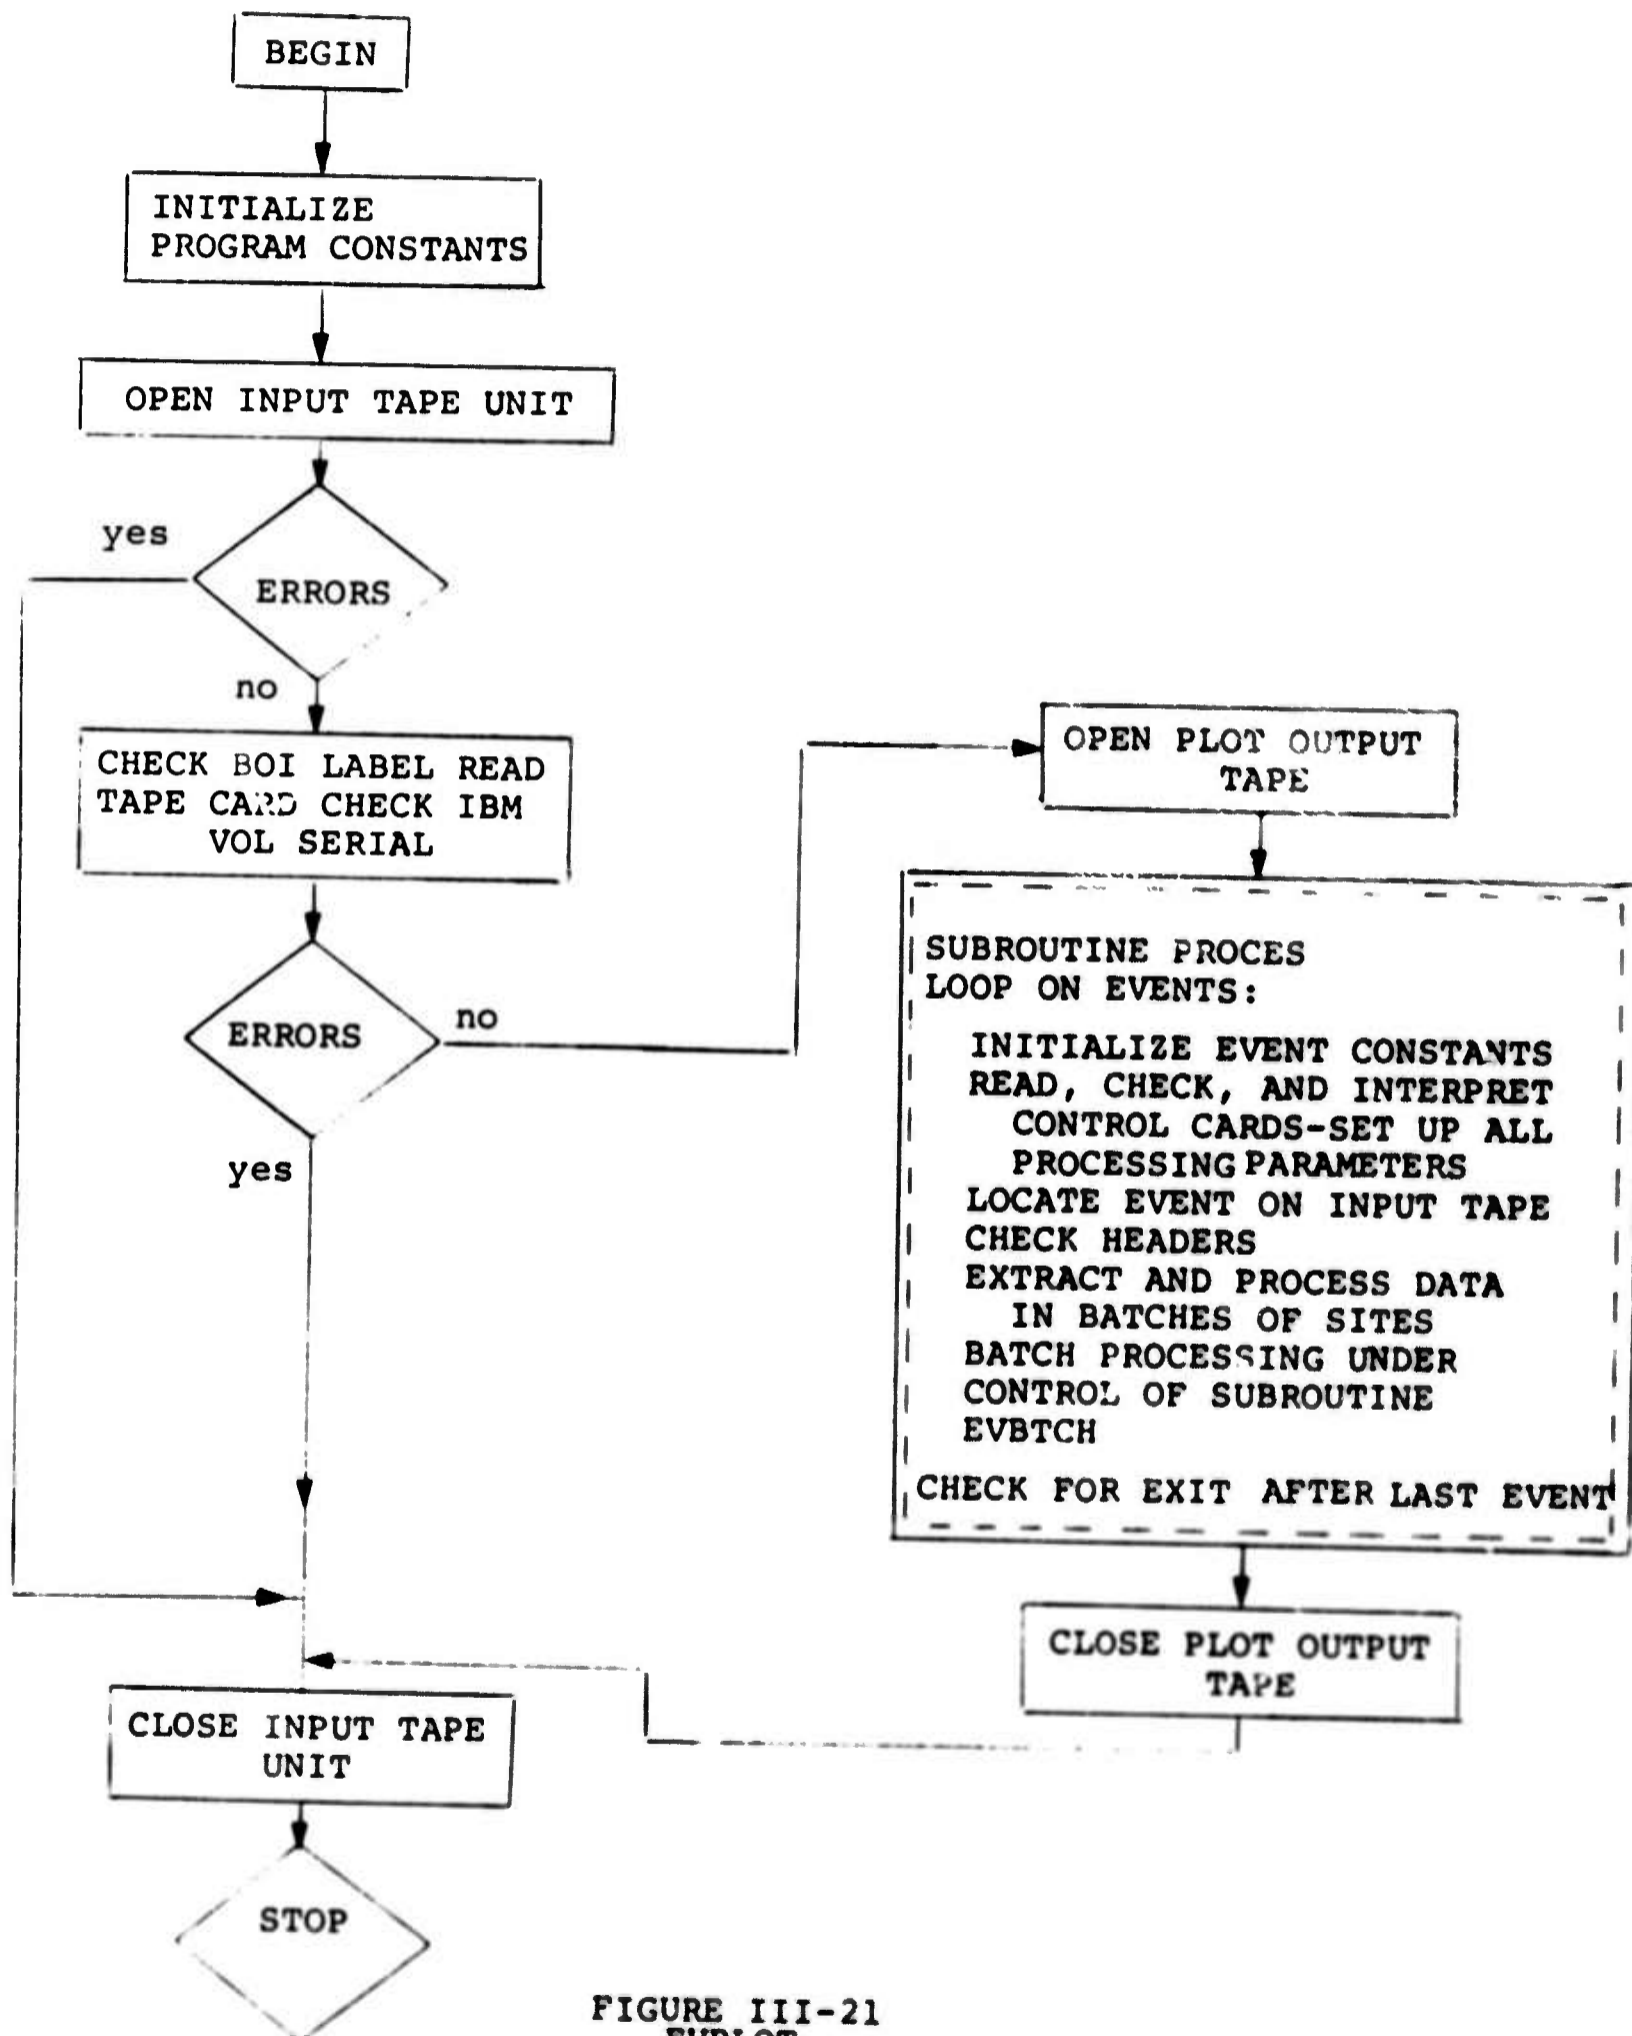 BEGIN
INITIALIZE
PROGRAM CONSTANTS
OPEN INPUT TAPE UNIT
yes
ERRORS
no
CHECK BOI LABEL READ
TAPE CARD CHECK IBM
VOL SERIAL
ERRORS
no
yes
OPEN PLOT OUTPUT
TAPE
SUBROUTINE PROCES
LOOP ON EVENTS:
INITIALIZE EVENT CONSTANTS
READ, CHECK, AND INTERPRET
CONTROL CARDS-SET UP ALL
PROCESSING PARAMETERS
LOCATE EVENT ON INPUT TAPE
CHECK HEADERS
EXTRACT AND PROCESS DATA
IN BATCHES OF SITES
BATCH PROCESSING UNDER
CONTROL OF SUBROUTINE
EVBTCH
CHECK FOR EXIT AFTER LAST EVENT
CLOSE PLOT OUTPUT
TAPE
CLOSE INPUT TAPE
UNIT
STOP
FIGURE III-21